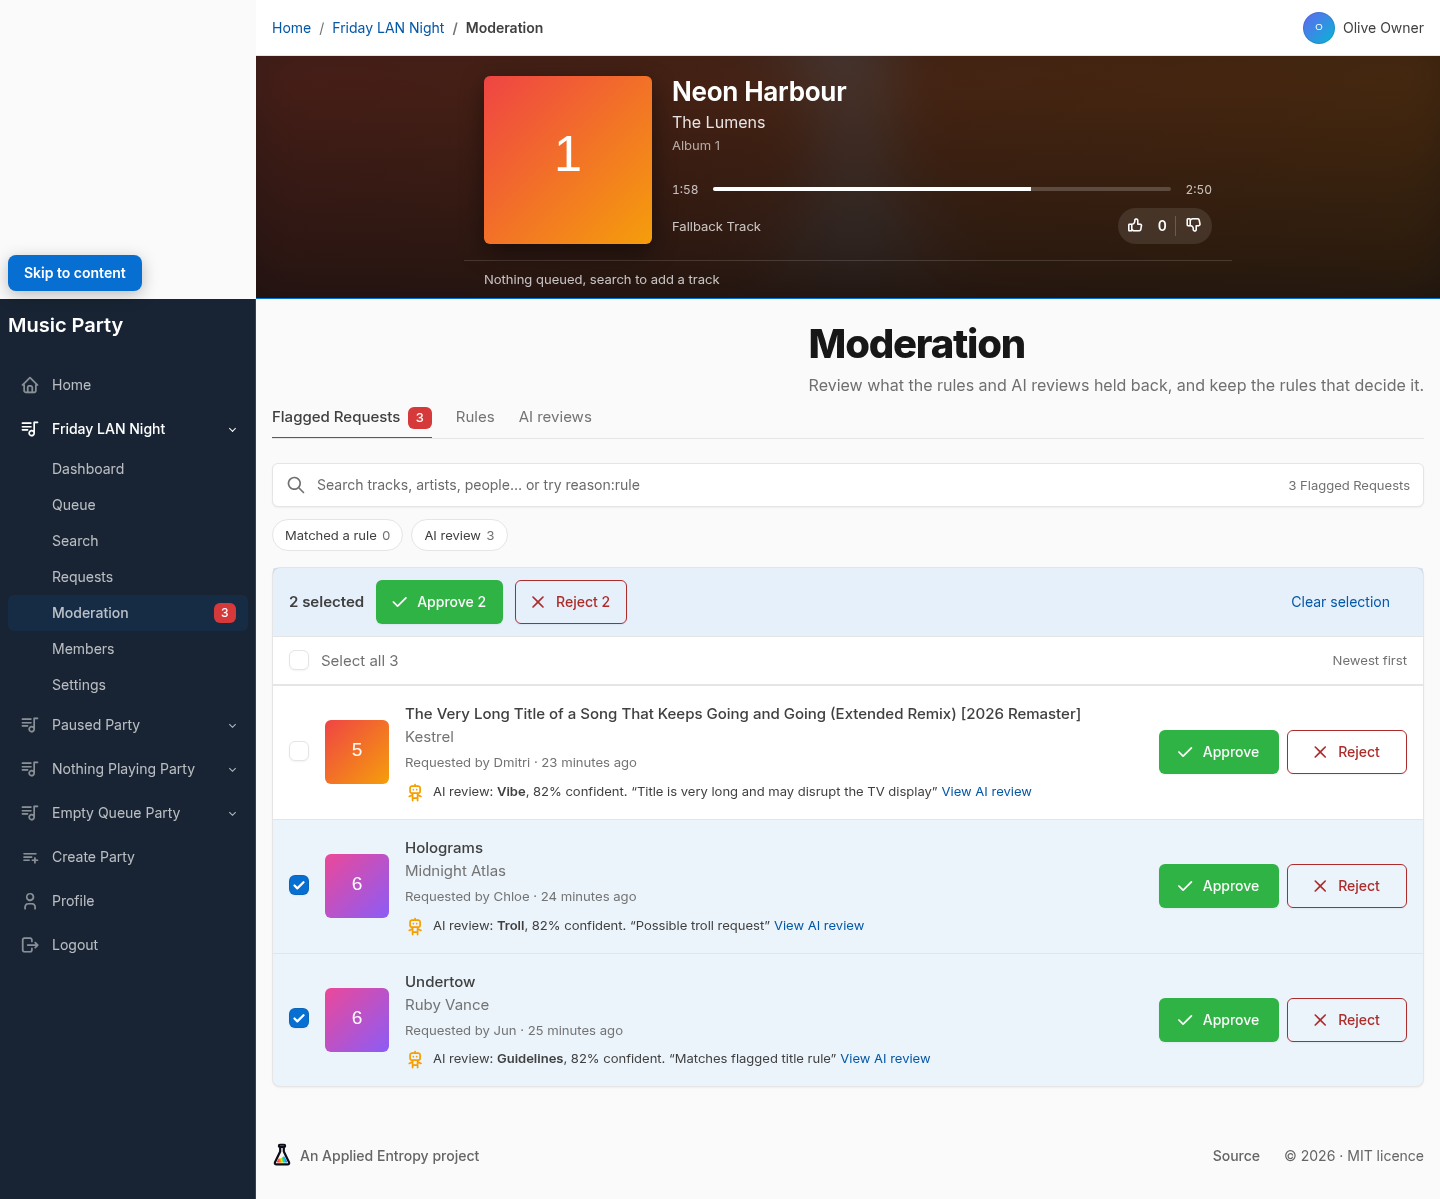 Home / Friday LAN Night / Moderation
O Olive Owner
1
Neon Harbour
The Lumens
Album 1
1:58 2:50
Fallback Track
0
Nothing queued, search to add a track
Skip to content
Music Party
Home
Friday LAN Night
Dashboard
Queue
Search
Requests
Moderation 3
Members
Settings
Paused Party
Nothing Playing Party
Empty Queue Party
Create Party
Profile
Logout
Moderation
Review what the rules and AI reviews held back, and keep the rules that decide it.
Flagged Requests 3 Rules AI reviews
Search tracks, artists, people... or try reason:rule 3 Flagged Requests
Matched a rule 0 AI review 3
2 selected Approve 2 Reject 2 Clear selection
Select all 3 Newest first
5
The Very Long Title of a Song That Keeps Going and Going (Extended Remix) [2026 Remaster]
Kestrel
Requested by Dmitri · 23 minutes ago
AI review: Vibe, 82% confident. “Title is very long and may disrupt the TV display” View AI review
Approve Reject
6
Holograms
Midnight Atlas
Requested by Chloe · 24 minutes ago
AI review: Troll, 82% confident. “Possible troll request” View AI review
Approve Reject
6
Undertow
Ruby Vance
Requested by Jun · 25 minutes ago
AI review: Guidelines, 82% confident. “Matches flagged title rule” View AI review
Approve Reject
An Applied Entropy project
Source © 2026 · MIT licence